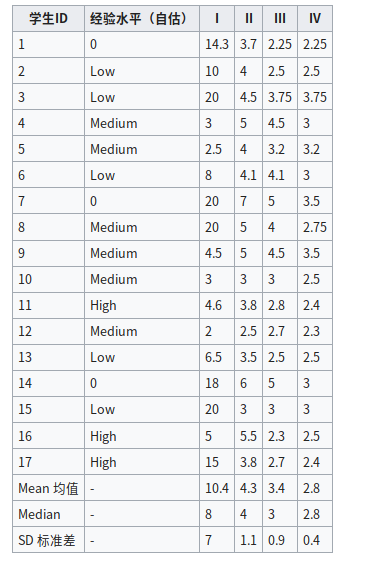 学生ID 经验水平（自估） I II III IV
1 0 14.3 3.7 2.25 2.25
2 Low 10 4 2.5 2.5
3 Low 20 4.5 3.75 3.75
4 Medium 3 5 4.5 3
5 Medium 2.5 4 3.2 3.2
6 Low 8 4.1 4.1 3
7 0 20 7 5 3.5
8 Medium 20 5 4 2.75
9 Medium 4.5 5 4.5 3.5
10 Medium 3 3 3 2.5
11 High 4.6 3.8 2.8 2.4
12 Medium 2 2.5 2.7 2.3
13 Low 6.5 3.5 2.5 2.5
14 0 18 6 5 3
15 Low 20 3 3 3
16 High 5 5.5 2.3 2.5
17 High 15 3.8 2.7 2.4
Mean 均值 - 10.4 4.3 3.4 2.8
Median - 8 4 3 2.8
SD 标准差 - 7 1.1 0.9 0.4